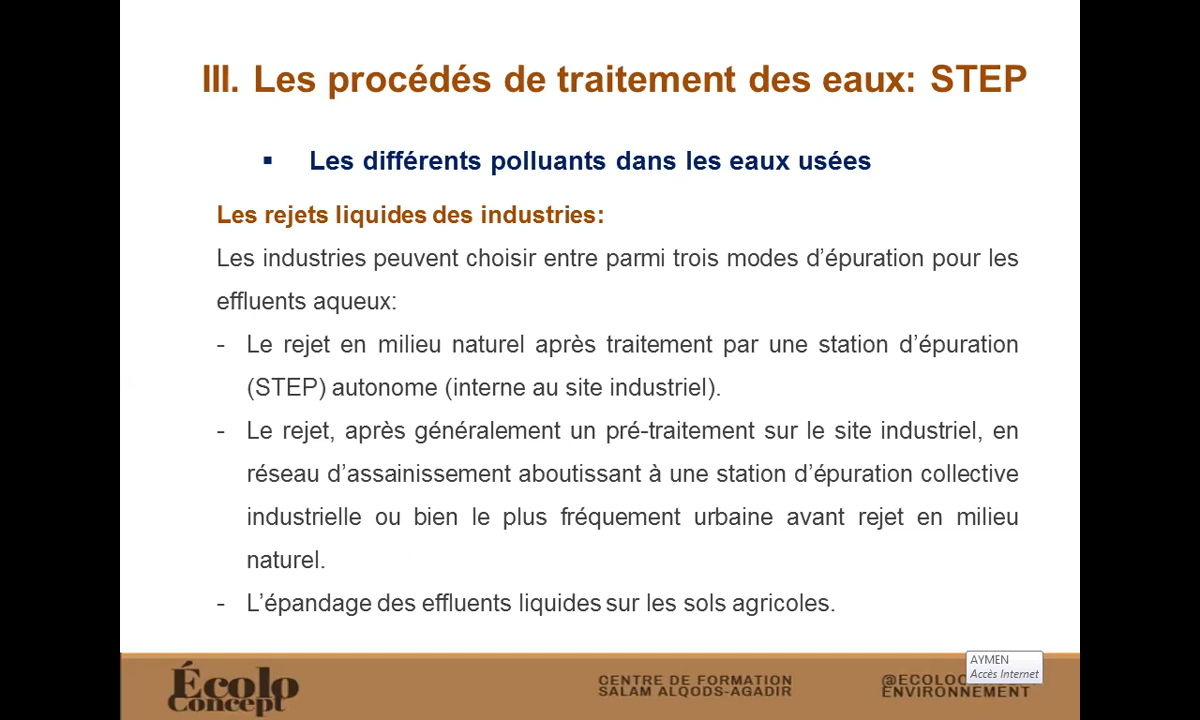 III. Les procédés de traitement des eaux: STEP
▪ Les différents polluants dans les eaux usées
Les rejets liquides des industries:
Les industries peuvent choisir entre parmi trois modes d’épuration pour les
effluents aqueux:
- Le rejet en milieu naturel après traitement par une station d’épuration
(STEP) autonome (interne au site industriel).
- Le rejet, après généralement un pré-traitement sur le site industriel, en
réseau d’assainissement aboutissant à une station d’épuration collective
industrielle ou bien le plus fréquement urbaine avant rejet en milieu
naturel.
- L’épandage des effluents liquides sur les sols agricoles.
Écolo
Concept
CENTRE DE FORMATION
SALAM ALQODS-AGADIR
ENVIRONNEMENT
AYMEN
Accès Internet